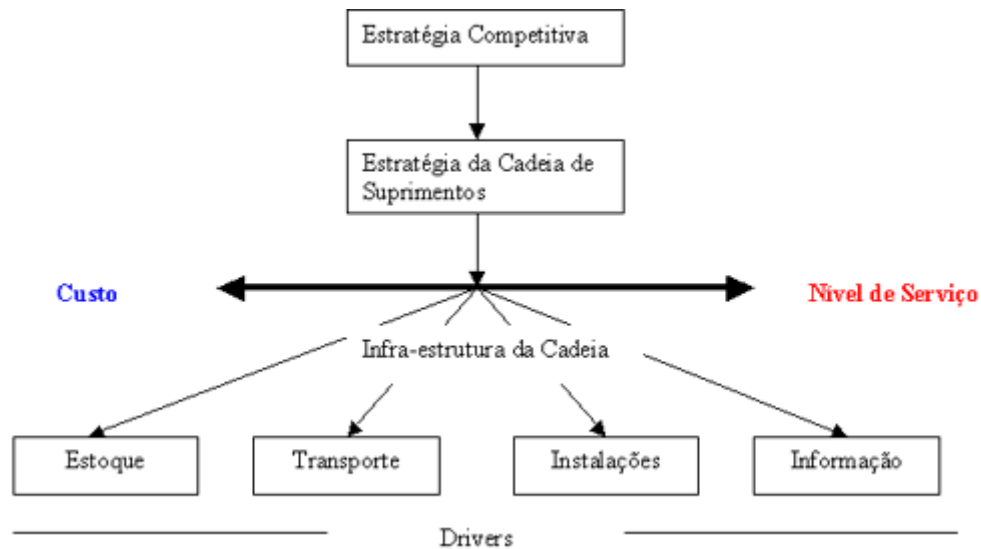 Estratégia Competitiva
Estratégia da Cadeia de
Suprimentos
Custo
Nível de Serviço
Infra-estrutura da Cadeia
Estoque
Transporte
Instalações
Informação
Drivers